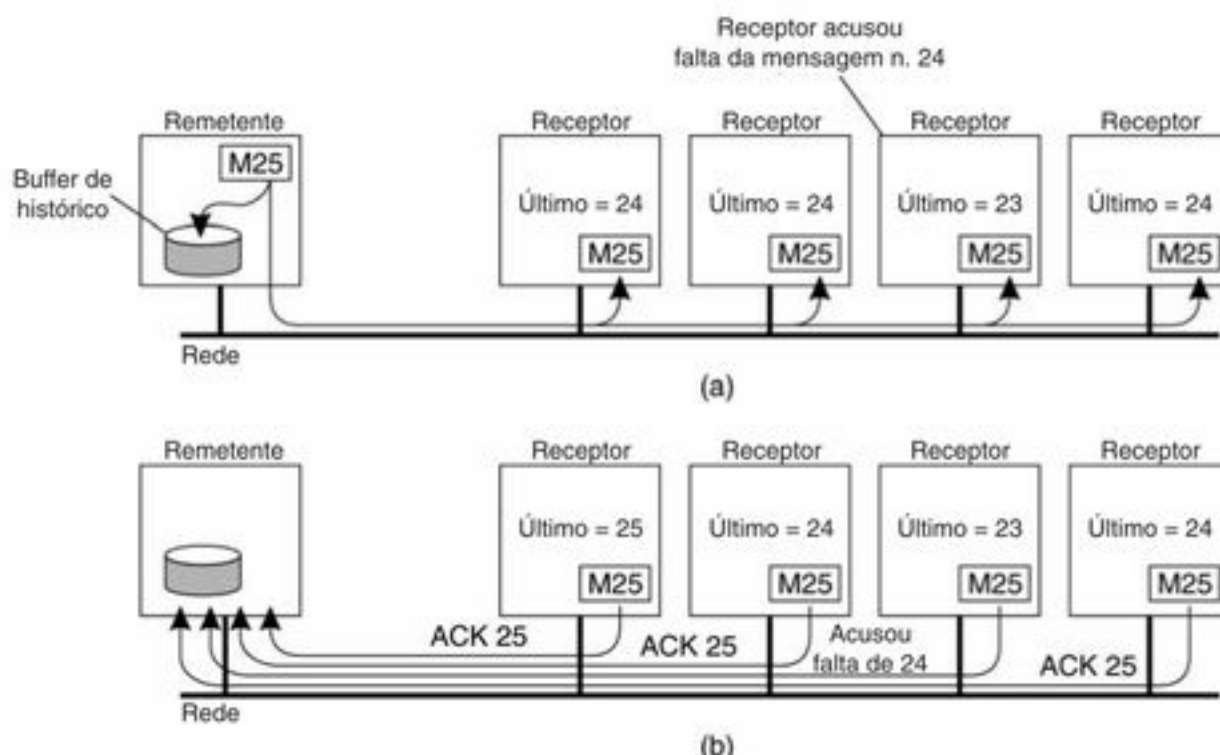 Receptor acusou
falta da mensagem n. 24
Remetente
Receptor
Receptor
Receptor
Receptor
M25
Buffer de
histórico
Último = 24
Último = 24
Último = 23
Último = 24
M25
M25
M25
M25
Rede
(a)
Remetente
Receptor
Receptor
Receptor
Receptor
Último = 25
Último = 24
Último = 23
Último = 24
M25
M25
M25
M25
ACK 25
ACK 25
Acusou
falta de 24
ACK 25
Rede
(b)